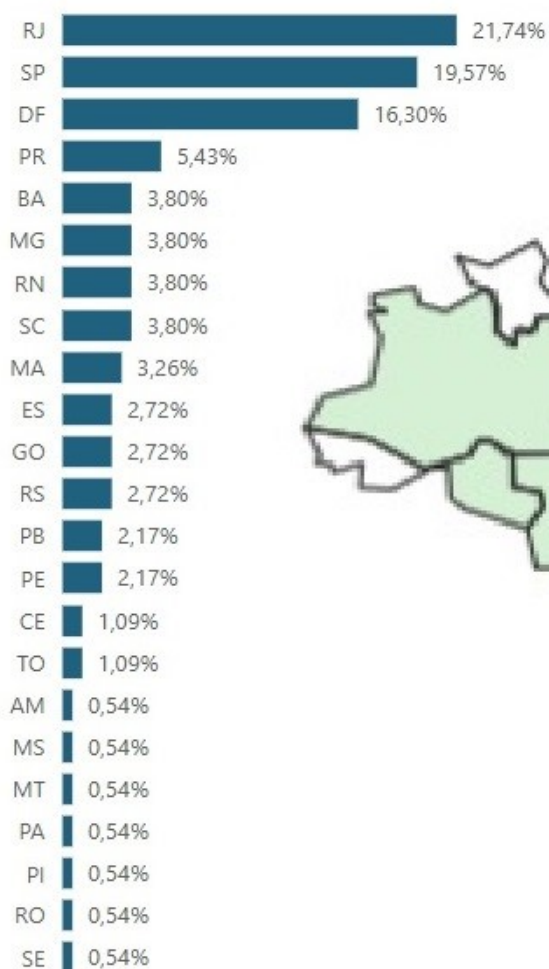 RJ 21,74%
SP 19,57%
DF 16,30%
PR 5,43%
BA 3,80%
MG 3,80%
RN 3,80%
SC 3,80%
MA 3,26%
ES 2,72%
GO 2,72%
RS 2,72%
PB 2,17%
PE 2,17%
CE 1,09%
TO 1,09%
AM 0,54%
MS 0,54%
MT 0,54%
PA 0,54%
PI 0,54%
RO 0,54%
SE 0,54%